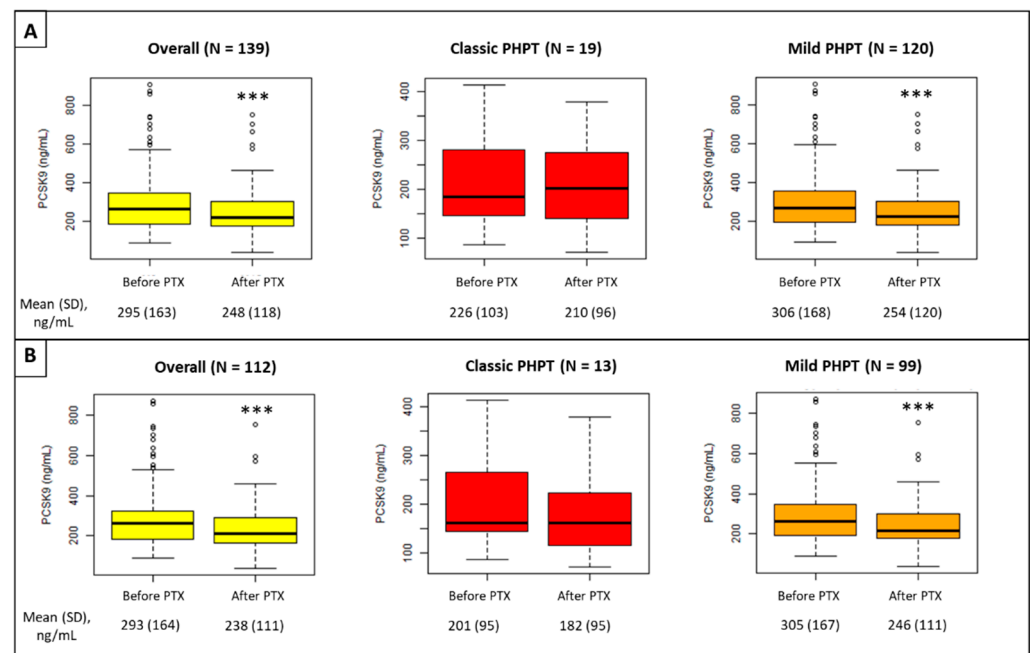 A
Overall (N = 139)
Classic PHPT (N = 19)
Mild PHPT (N = 120)
PCSK9 (ng/mL)
800
600
400
200
***
PCSK9 (ng/mL)
400
300
200
100
PCSK9 (ng/mL)
800
600
400
200
***
Before PTX After PTX
Before PTX After PTX
Before PTX After PTX
Mean (SD),
ng/mL
295 (163) 248 (118)
226 (103) 210 (96)
306 (168) 254 (120)
B
Overall (N = 112)
Classic PHPT (N = 13)
Mild PHPT (N = 99)
PCSK9 (ng/mL)
800
600
400
200
***
PCSK9 (ng/mL)
400
300
200
100
PCSK9 (ng/mL)
800
600
400
200
***
Before PTX After PTX
Before PTX After PTX
Before PTX After PTX
Mean (SD),
ng/mL
293 (164) 238 (111)
201 (95) 182 (95)
305 (167) 246 (111)